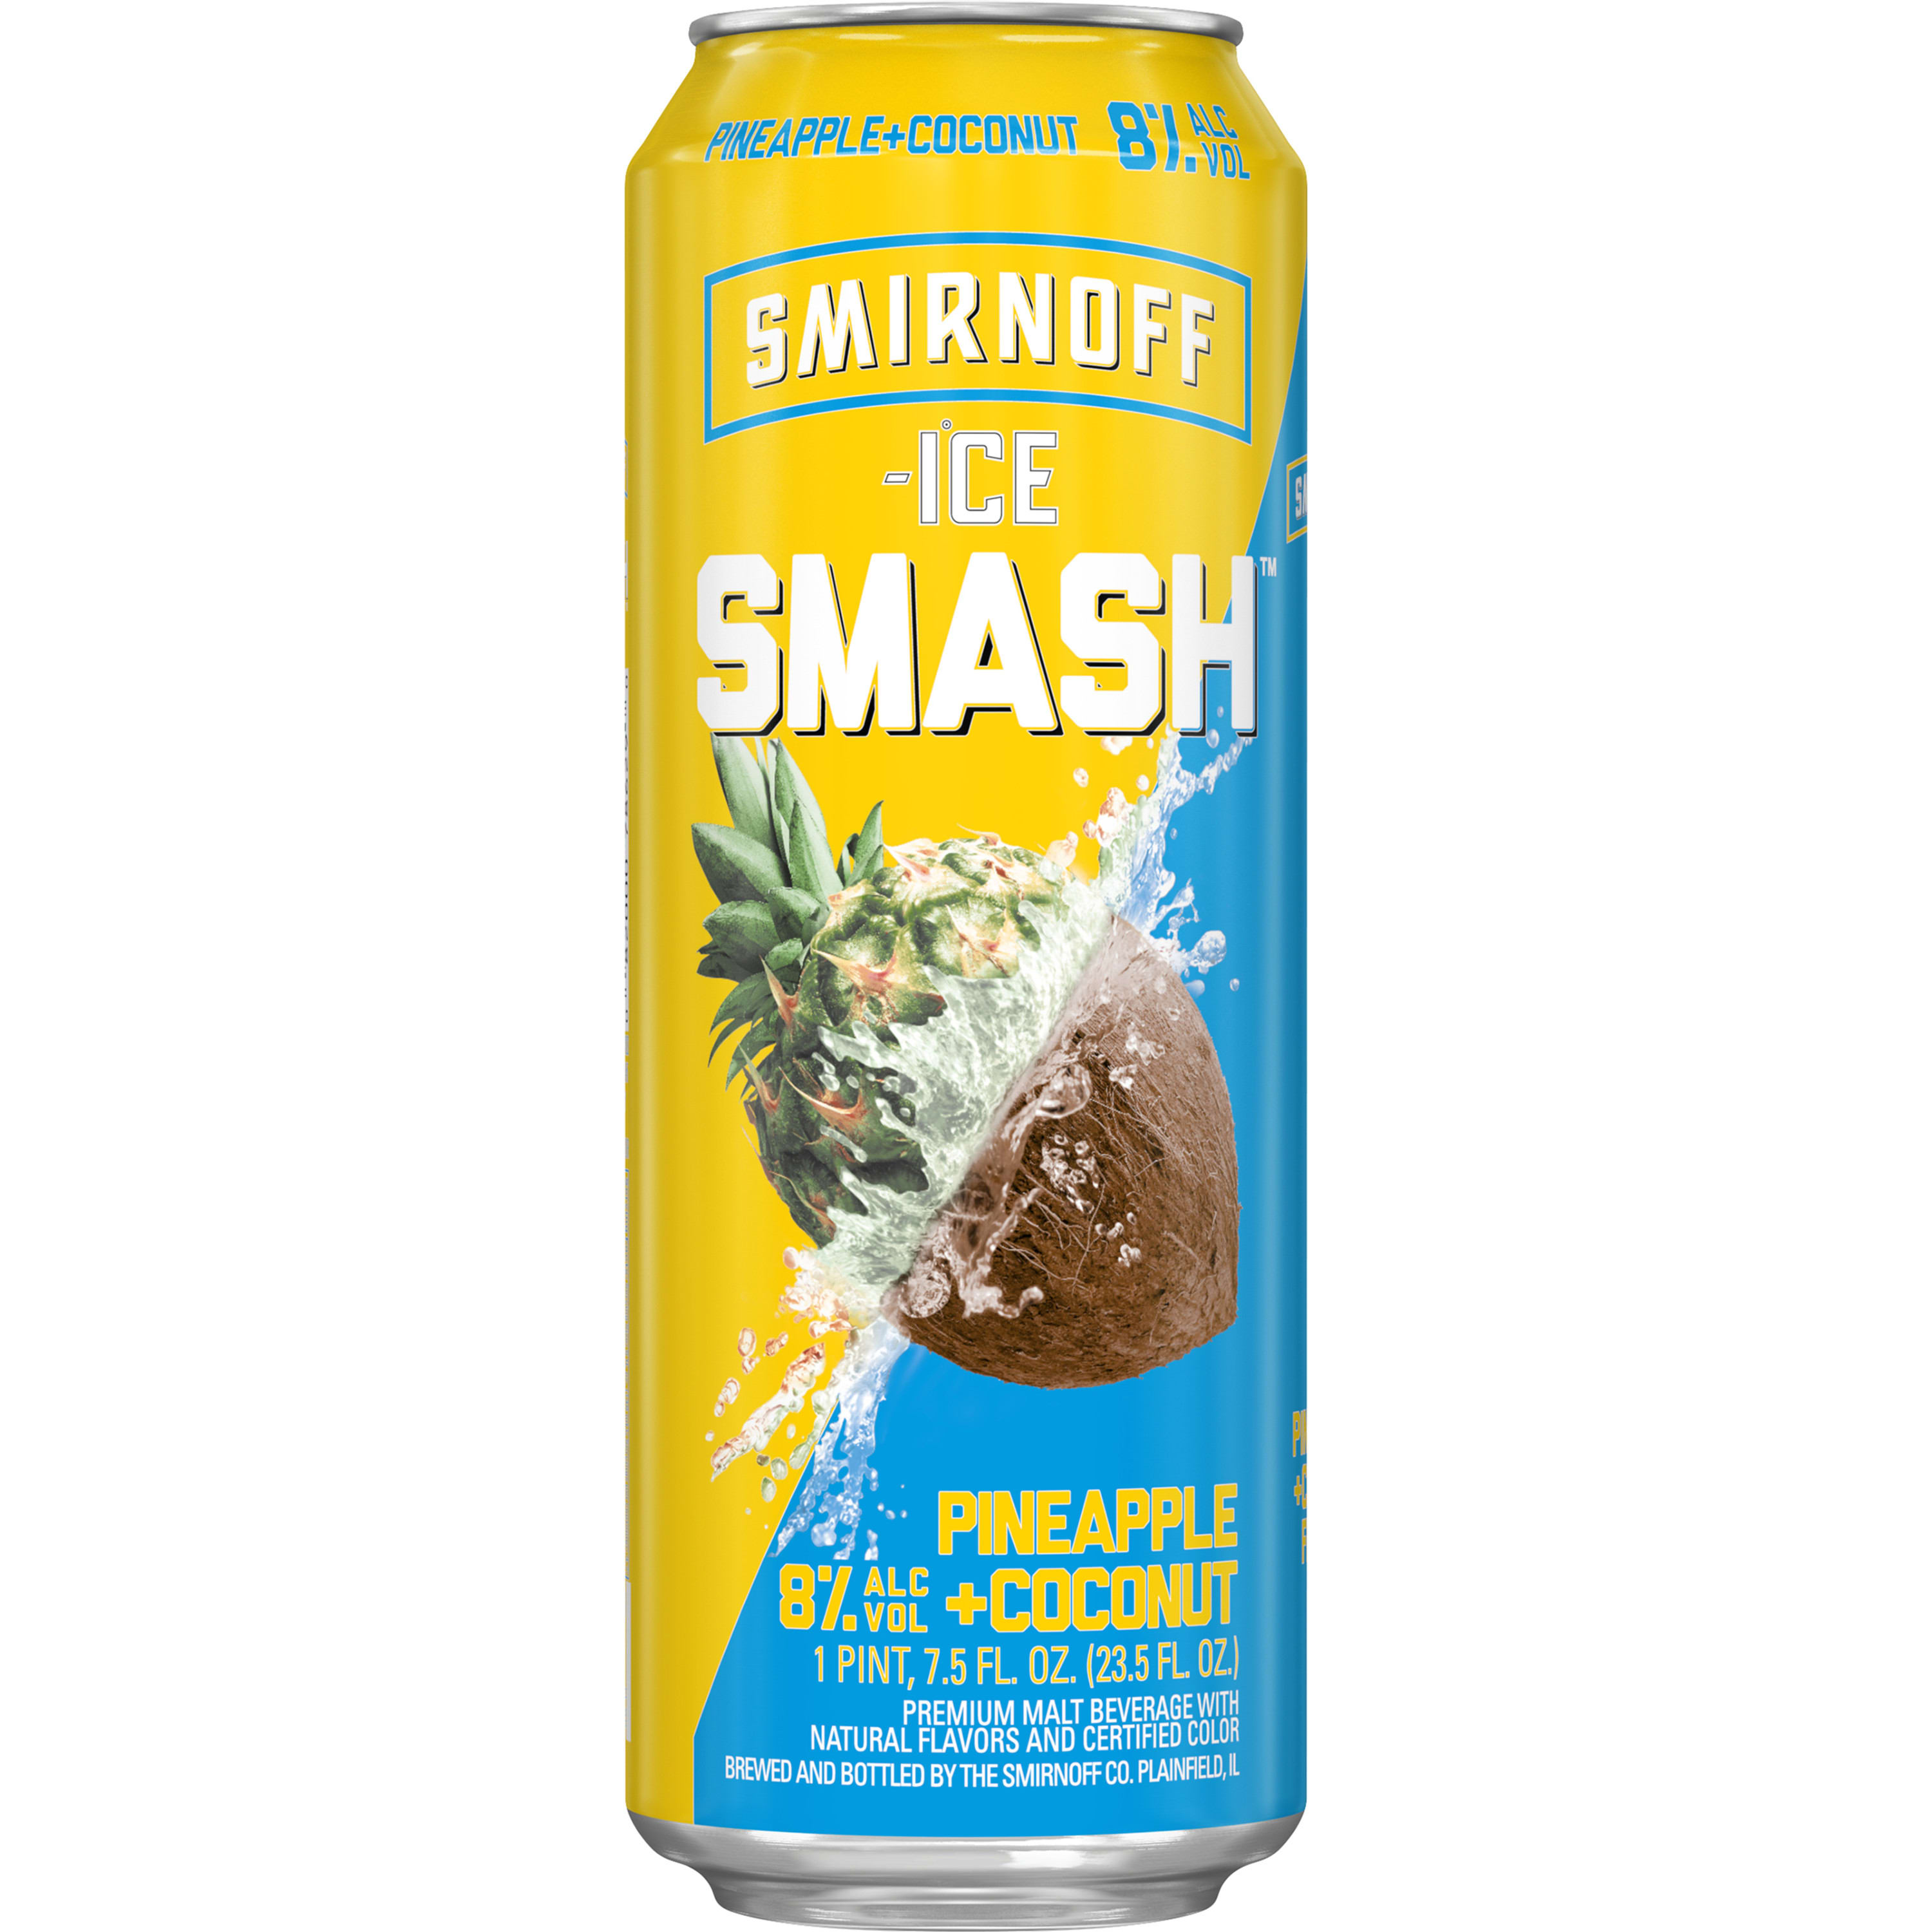 PINEAPPLE+COCONUT 8% ALC VOL
SMIRNOFF
-ICE
SMASH™
PINEAPPLE
8% ALC VOL +COCONUT
1 PINT, 7.5 FL. OZ. (23.5 FL. OZ.)
PREMIUM MALT BEVERAGE WITH
NATURAL FLAVORS AND CERTIFIED COLOR
BREWED AND BOTTLED BY THE SMIRNOFF CO. PLAINFIELD, IL